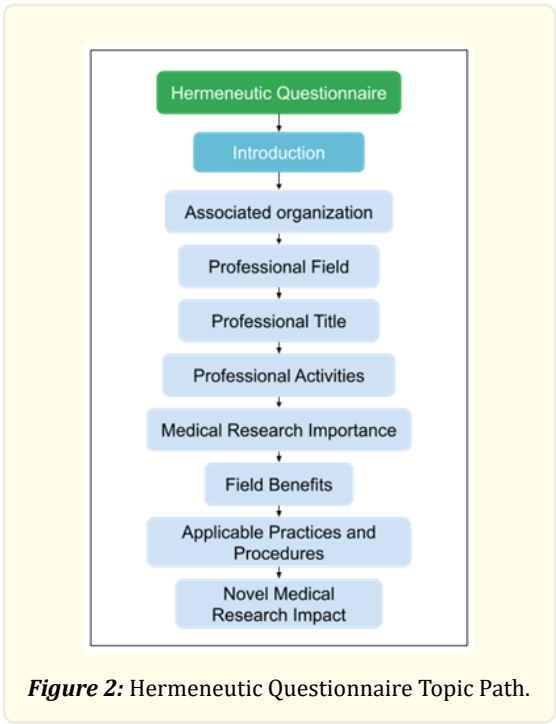 Hermeneutic Questionnaire
Introduction
Associated organization
Professional Field
Professional Title
Professional Activities
Medical Research Importance
Field Benefits
Applicable Practices and
Procedures
Novel Medical
Research Impact
Figure 2: Hermeneutic Questionnaire Topic Path.